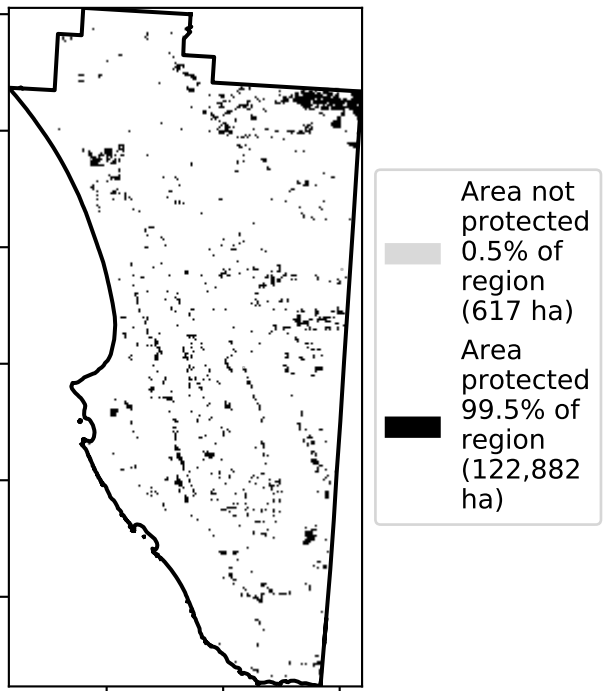 Area not
protected
0.5% of
region
(617 ha)
Area
protected
99.5% of
region
(122,882
ha)